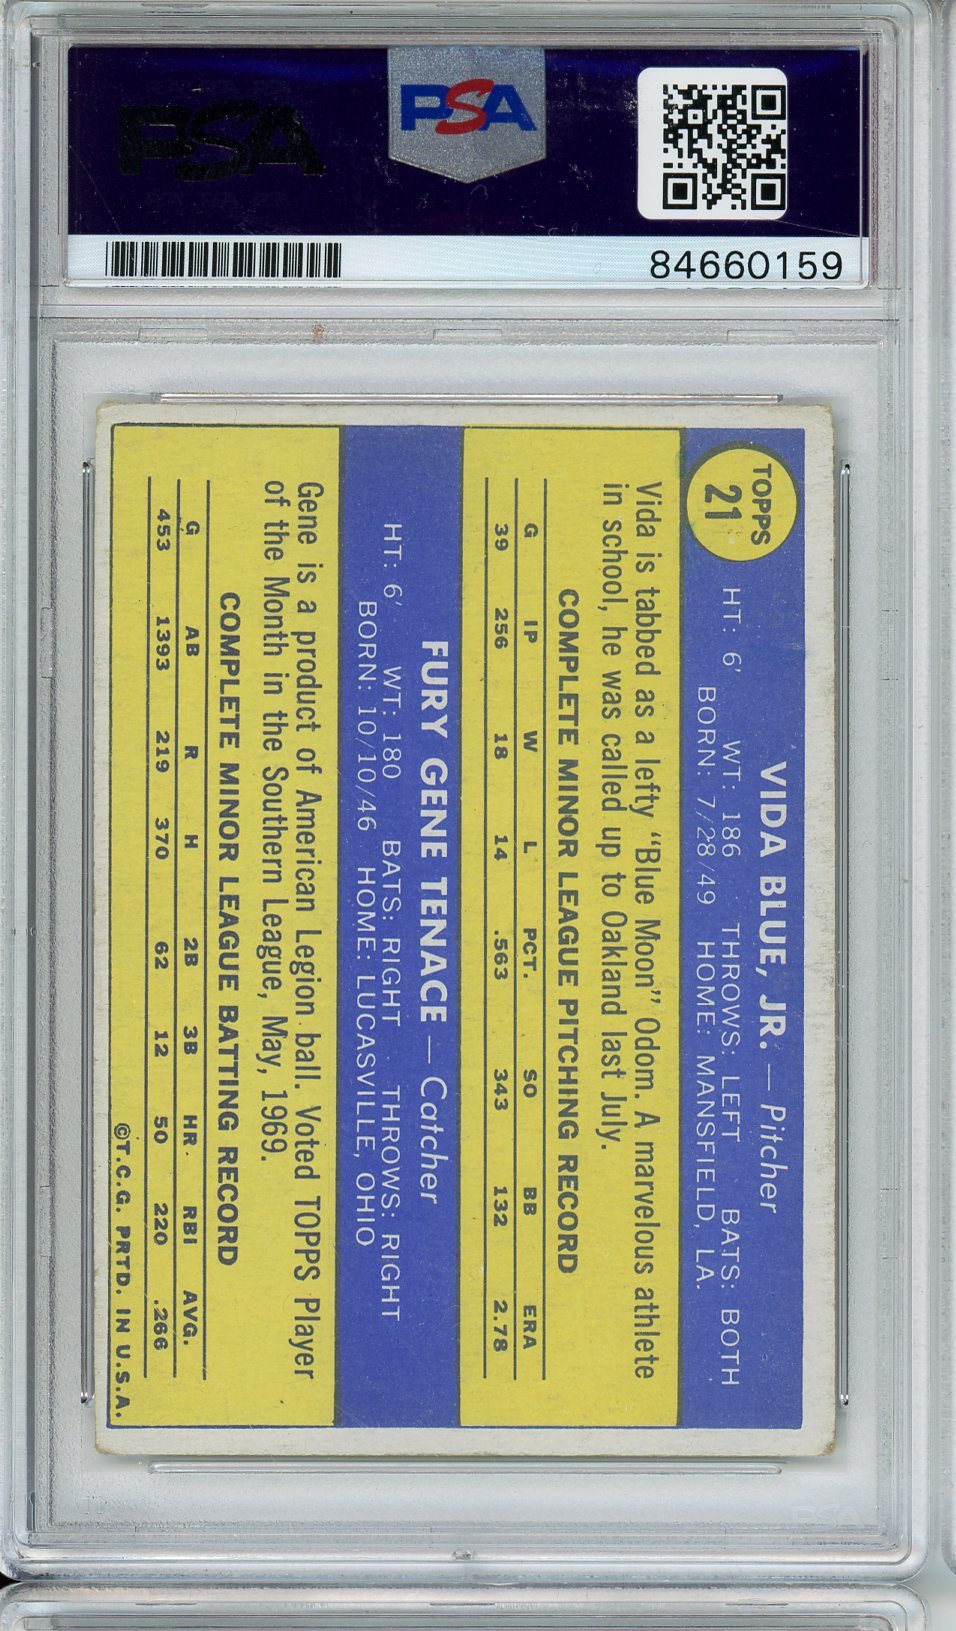 PSA
PSA
84660159
TOPPS
21
VIDA BLUE, JR. — Pitcher
HT: 6' WT: 186 THROWS: LEFT BATS: BOTH
BORN: 7/28/49 HOME: MANSFIELD, LA.
Vida is tabbed as a lefty "Blue Moon" Odom. A marvelous athlete
in school, he was called up to Oakland last July.
COMPLETE MINOR LEAGUE PITCHING RECORD
G IP W L PCT. SO BB ERA
39 256 18 14 .563 343 132 2.78
FURY GENE TENACE — Catcher
HT: 6' WT: 180 BATS: RIGHT THROWS: RIGHT
BORN: 10/10/46 HOME: LUCASVILLE, OHIO
Gene is a product of American Legion ball. Voted TOPPS Player
of the Month in the Southern League, May, 1969.
COMPLETE MINOR LEAGUE BATTING RECORD
G AB R H 2B 3B HR RBI AVG.
453 1393 219 370 62 12 50 220 .266
©T.C.G. PRTD. IN U.S.A.